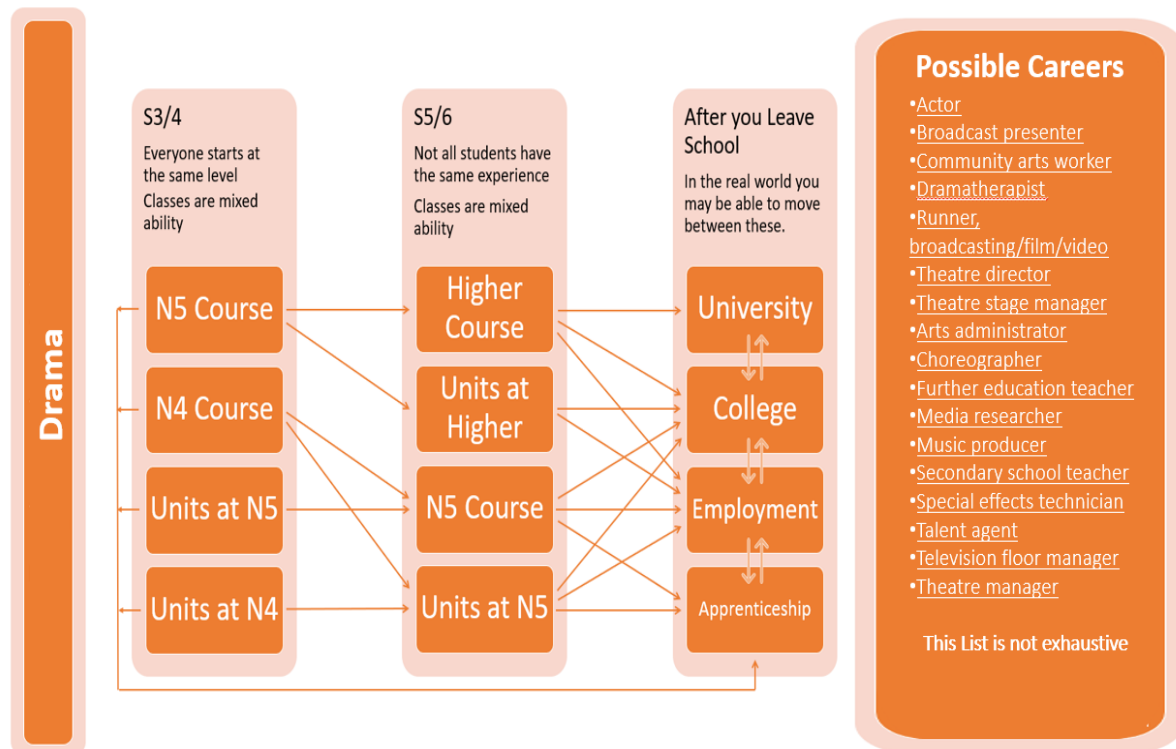 Drama
S3/4
Everyone starts at
the same level
Classes are mixed
ability
N5 Course
N4 Course
Units at N5
Units at N4
S5/6
Not all students have
the same experience
Classes are mixed
ability
Higher
Course
Units at
Higher
N5 Course
Units at N5
After you Leave
School
In the real world you
may be able to move
between these.
University
College
Employment
Apprenticeship
Possible Careers
•Actor
•Broadcast presenter
•Community arts worker
•Dramatherapist
•Runner,
broadcasting/film/video
•Theatre director
•Theatre stage manager
•Arts administrator
•Choreographer
•Further education teacher
•Media researcher
•Music producer
•Secondary school teacher
•Special effects technician
•Talent agent
•Television floor manager
•Theatre manager
This List is not exhaustive